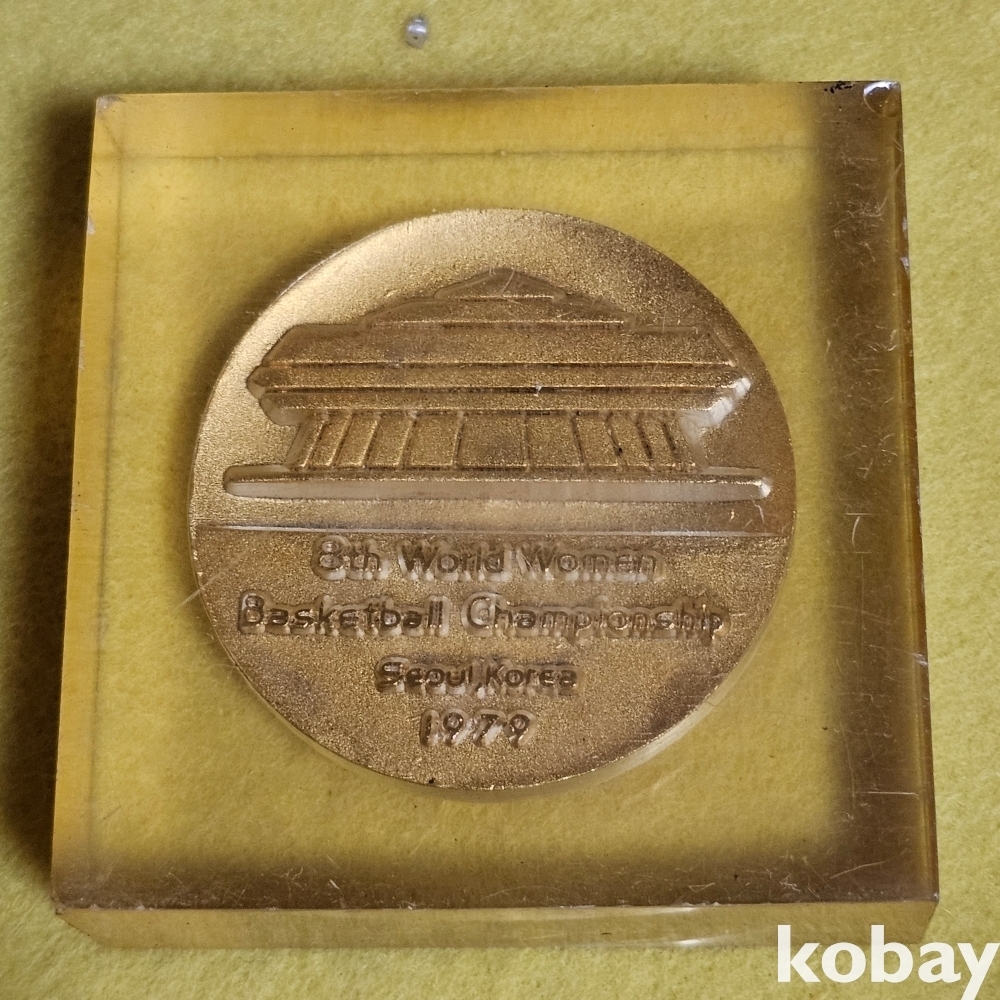 8th World Women
Basketball Championship
Seoul, Korea
1979
kobay